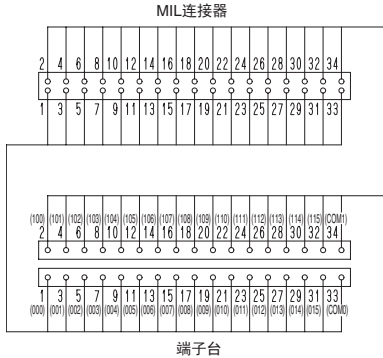 MIL连接器
2 4 6 8 10 12 14 16 18 20 22 24 26 28 30 32 34
1 3 5 7 9 11 13 15 17 19 21 23 25 27 29 31 33
(100) (101) (102) (103) (104) (105) (106) (107) (108) (109) (110) (111) (112) (113) (114) (115) (COM1)
2 4 6 8 10 12 14 16 18 20 22 24 26 28 30 32 34
1 3 5 7 9 11 13 15 17 19 21 23 25 27 29 31 33
(000) (001) (002) (003) (004) (005) (006) (007) (008) (009) (010) (011) (012) (013) (014) (015) (COM0)
端子台